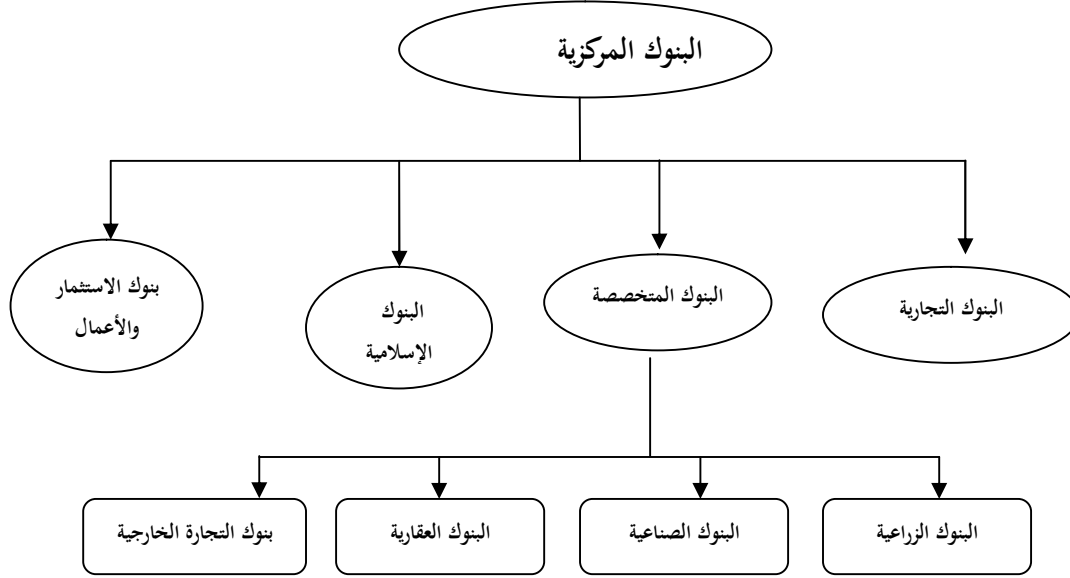 البنوك المركزية
البنوك التجارية
البنوك المتخصصة
البنوك
الإسلامية
بنوك الاستثمار
والأعمال
البنوك الزراعية
البنوك الصناعية
البنوك العقارية
بنوك التجارة الخارجية